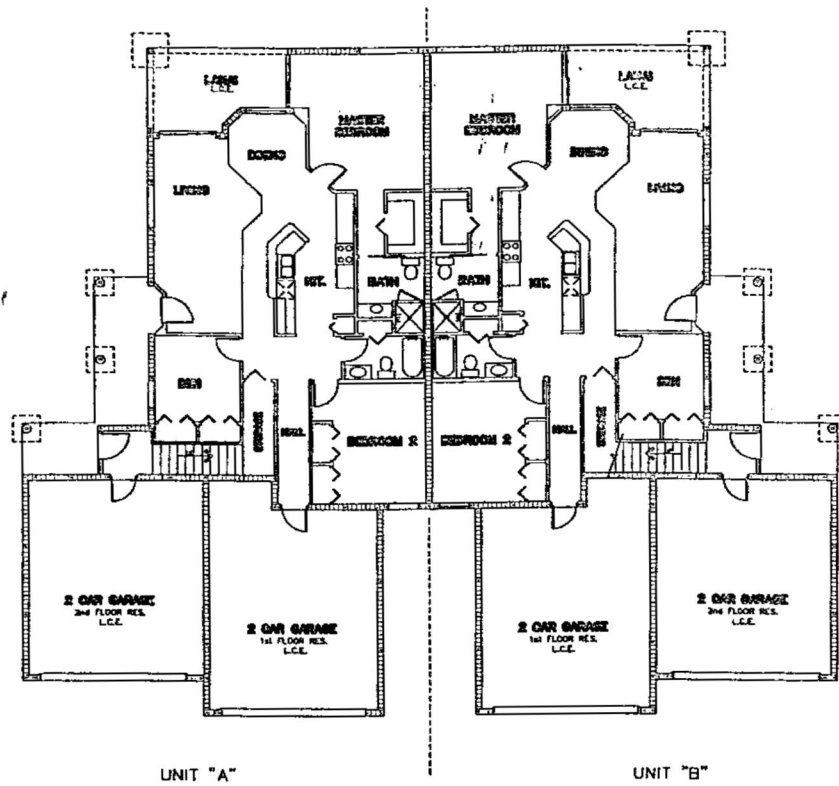 LANAI
L.C.E.
LANAI
L.C.E.
MASTER
BEDROOM
MASTER
BEDROOM
DINING
DINING
LIVING
LIVING
KIT.
BATH
BATH
KIT.
DEN
DEN
STORAGE
HALL
BEDROOM 2
BEDROOM 2
HALL
STORAGE
2 CAR GARAGE
2nd FLOOR RES.
L.C.E.
2 CAR GARAGE
1st FLOOR RES.
L.C.E.
2 CAR GARAGE
1st FLOOR RES.
L.C.E.
2 CAR GARAGE
2nd FLOOR RES.
L.C.E.
UNIT "A"
UNIT "B"